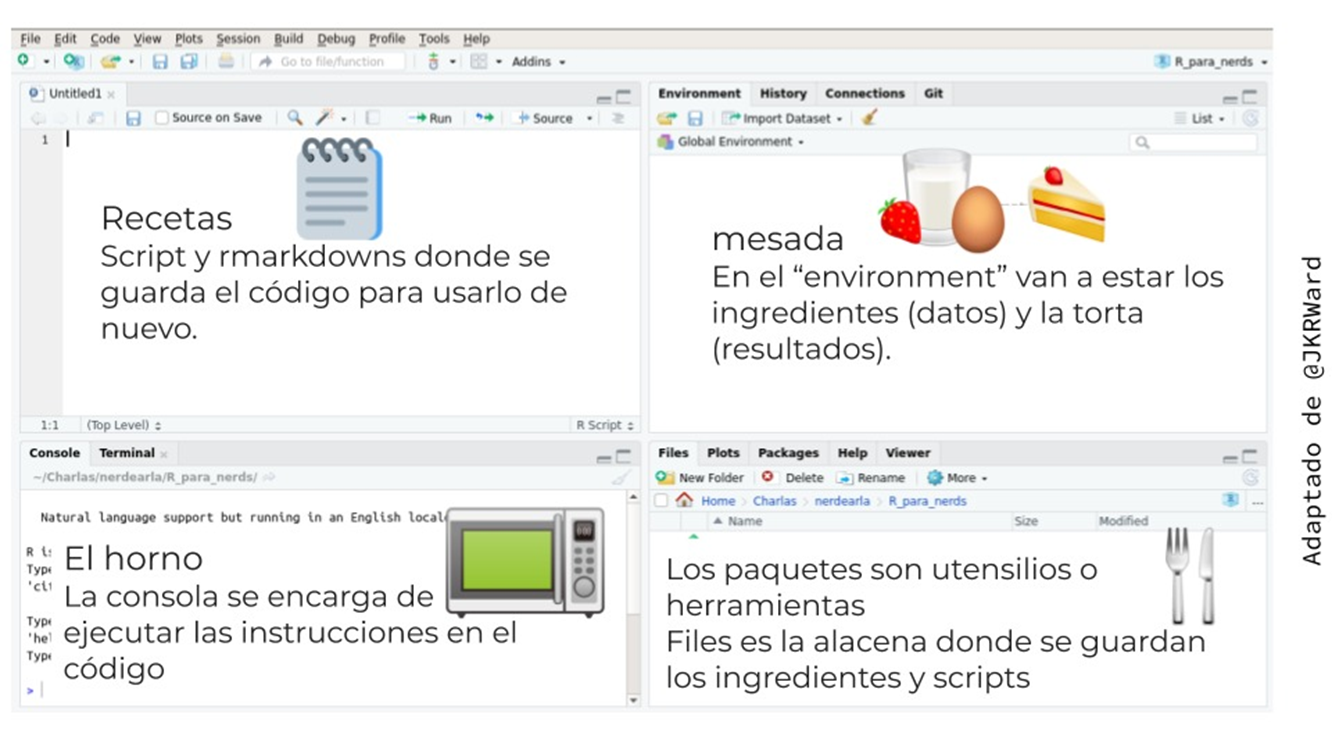 File Edit Code View Plots Session Build Debug Profile Tools Help
Go to file/function Addins R_para_nerds
Untitled1
Source on Save Run Source
1
Recetas
Script y rmarkdowns donde se
guarda el código para usarlo de
nuevo.
1:1 (Top Level) R Script
Environment History Connections Git
Import Dataset List
Global Environment
mesada
En el “environment” van a estar los
ingredientes (datos) y la torta
(resultados).
Console Terminal
~/Charlas/nerdearla/R_para_nerds/
Natural language support but running in an English
El horno
La consola se encarga de
ejecutar las instrucciones en el
código
>
Files Plots Packages Help Viewer
New Folder Delete Rename More
Home Charlas nerdearla R_para_nerds ...
Name Size Modified
Los paquetes son utensilios o
herramientas
Files es la alacena donde se guardan
los ingredientes y scripts
Adaptado de @JKRWard